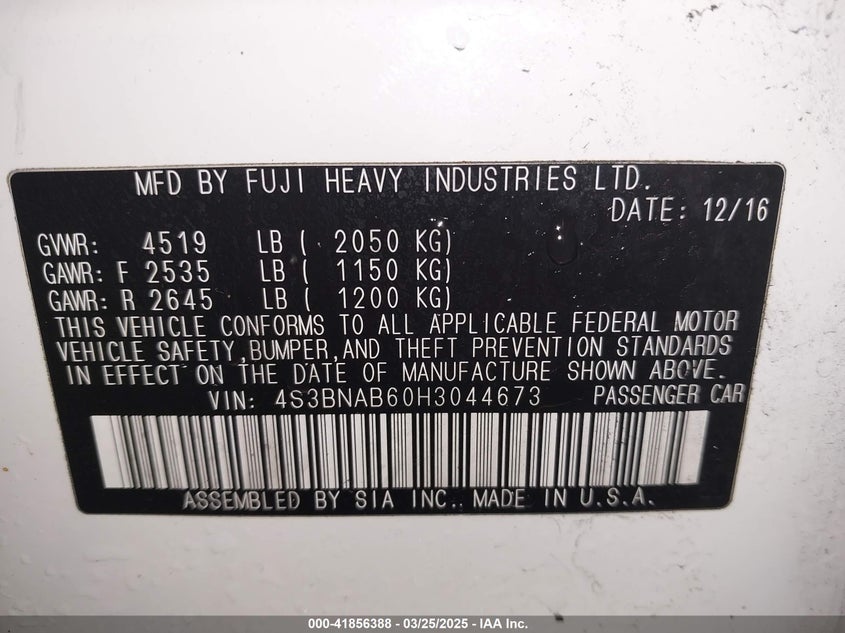 MFD BY FUJI HEAVY INDUSTRIES LTD.
DATE: 12/16
GVWR: 4519 LB ( 2050 KG)
GAWR: F 2535 LB ( 1150 KG)
GAWR: R 2645 LB ( 1200 KG)
THIS VEHICLE CONFORMS TO ALL APPLICABLE FEDERAL MOTOR
VEHICLE SAFETY,BUMPER,AND THEFT PREVENTION STANDARDS
IN EFFECT ON THE DATE OF MANUFACTURE SHOWN ABOVE.
VIN: 4S3BNAB60H3044673 PASSENGER CAR
ASSEMBLED BY SIA INC., MADE IN U.S.A.
000-41856388 - 03/25/2025 - IAA Inc.